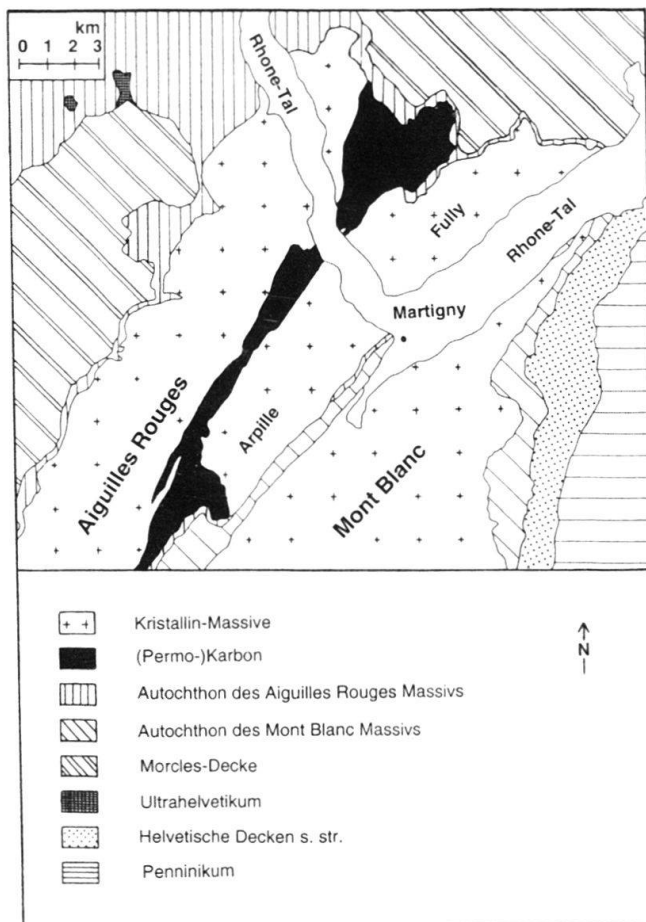 km
0 1 2 3
Rhone-Tal
Fully
Rhone-Tal
Martigny
Aiguilles Rouges
Arpille
Mont Blanc
Kristallin-Massive
(Permo-)Karbon
Autochthon des Aiguilles Rouges Massivs
Autochthon des Mont Blanc Massivs
Morcles-Decke
Ultrahelvetikum
Helvetische Decken s. str.
Penninikum
N